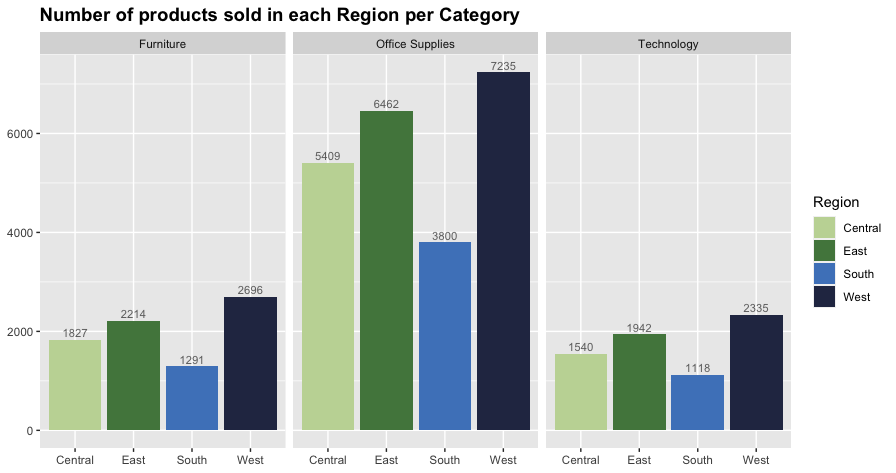 Number of products sold in each Region per Category
Furniture
Office Supplies
Technology
6000
4000
2000
0
1827
2214
1291
2696
5409
6462
3800
7235
1540
1942
1118
2335
Central East South West
Central East South West
Central East South West
Region
Central
East
South
West